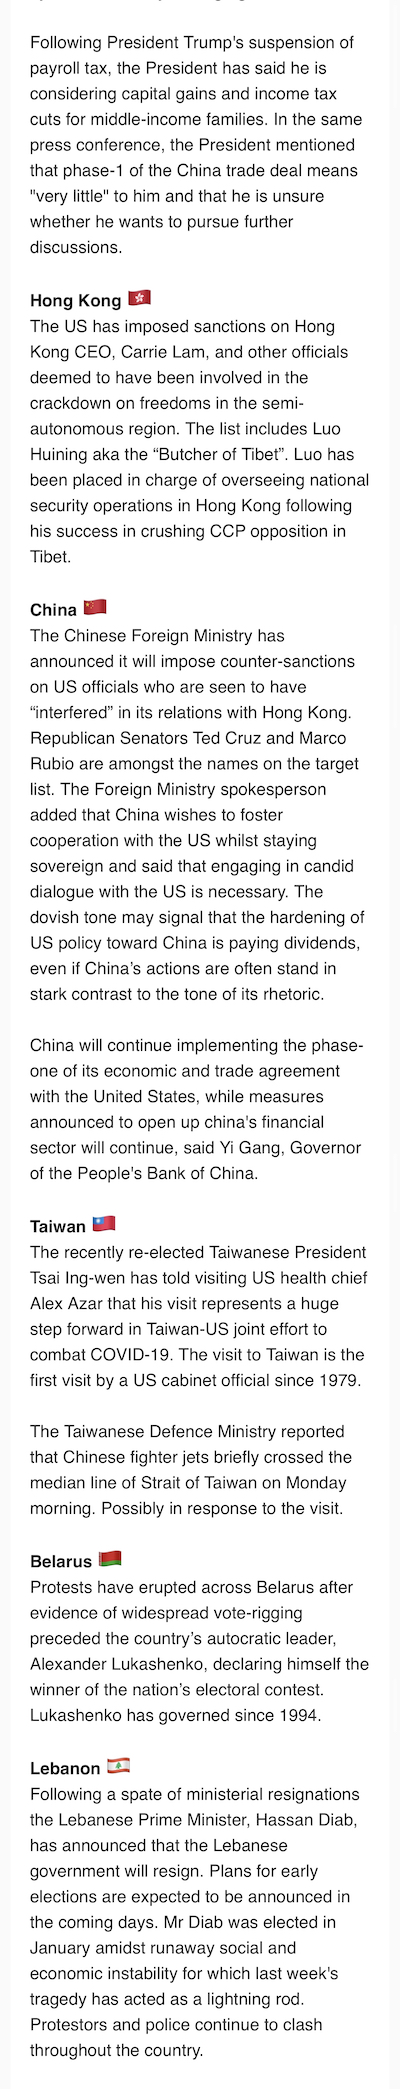 Following President Trump's suspension of
payroll tax, the President has said he is
considering capital gains and income tax
cuts for middle-income families. In the same
press conference, the President mentioned
that phase-1 of the China trade deal means
"very little" to him and that he is unsure
whether he wants to pursue further
discussions.
Hong Kong 🇭🇰
The US has imposed sanctions on Hong
Kong CEO, Carrie Lam, and other officials
deemed to have been involved in the
crackdown on freedoms in the semi-
autonomous region. The list includes Luo
Huining aka the “Butcher of Tibet”. Luo has
been placed in charge of overseeing national
security operations in Hong Kong following
his success in crushing CCP opposition in
Tibet.
China 🇨🇳
The Chinese Foreign Ministry has
announced it will impose counter-sanctions
on US officials who are seen to have
“interfered” in its relations with Hong Kong.
Republican Senators Ted Cruz and Marco
Rubio are amongst the names on the target
list. The Foreign Ministry spokesperson
added that China wishes to foster
cooperation with the US whilst staying
sovereign and said that engaging in candid
dialogue with the US is necessary. The
dovish tone may signal that the hardening of
US policy toward China is paying dividends,
even if China’s actions are often stand in
stark contrast to the tone of its rhetoric.
China will continue implementing the phase-
one of its economic and trade agreement
with the United States, while measures
announced to open up china's financial
sector will continue, said Yi Gang, Governor
of the People's Bank of China.
Taiwan 🇹🇼
The recently re-elected Taiwanese President
Tsai Ing-wen has told visiting US health chief
Alex Azar that his visit represents a huge
step forward in Taiwan-US joint effort to
combat COVID-19. The visit to Taiwan is the
first visit by a US cabinet official since 1979.
The Taiwanese Defence Ministry reported
that Chinese fighter jets briefly crossed the
median line of Strait of Taiwan on Monday
morning. Possibly in response to the visit.
Belarus 🇧🇾
Protests have erupted across Belarus after
evidence of widespread vote-rigging
preceded the country’s autocratic leader,
Alexander Lukashenko, declaring himself the
winner of the nation’s electoral contest.
Lukashenko has governed since 1994.
Lebanon 🇱🇧
Following a spate of ministerial resignations
the Lebanese Prime Minister, Hassan Diab,
has announced that the Lebanese
government will resign. Plans for early
elections are expected to be announced in
the coming days. Mr Diab was elected in
January amidst runaway social and
economic instability for which last week's
tragedy has acted as a lightning rod.
Protestors and police continue to clash
throughout the country.